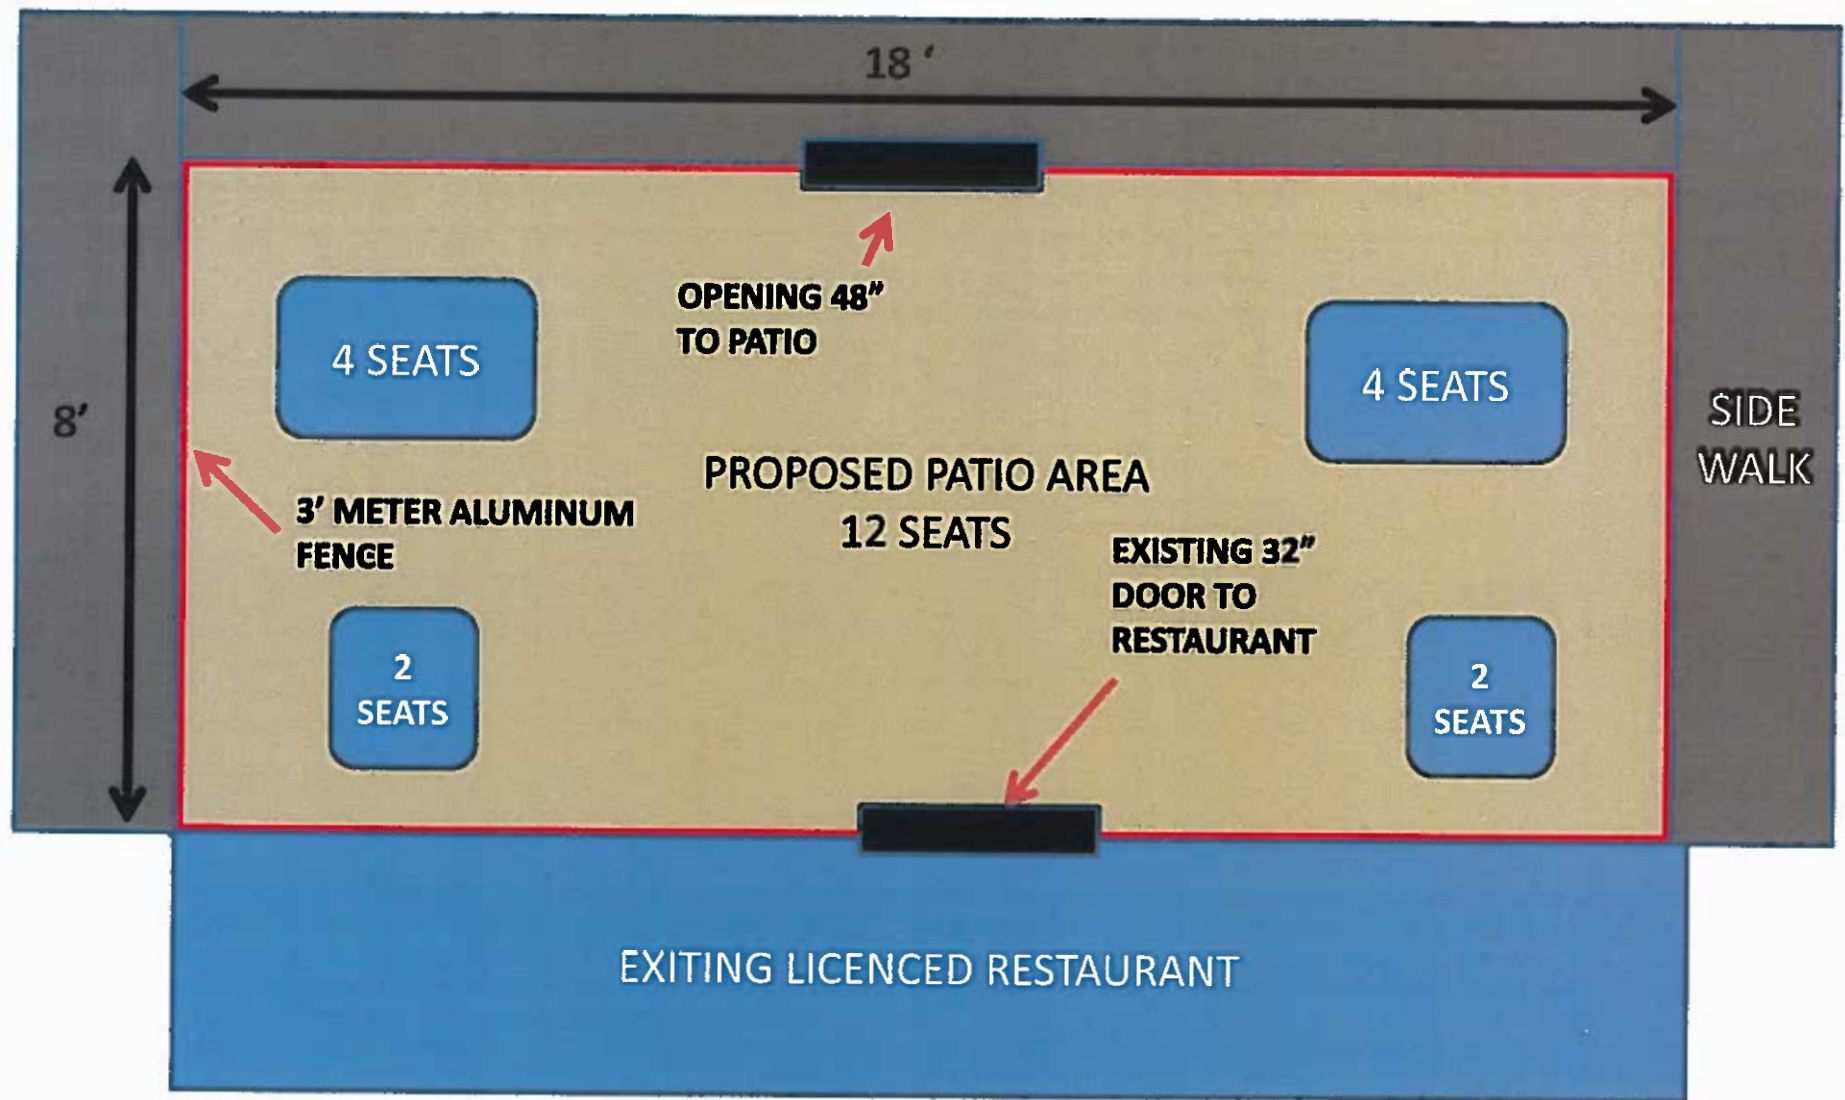 18 '
OPENING 48"
TO PATIO
4 SEATS
4 SEATS
8'
SIDE
WALK
PROPOSED PATIO AREA
12 SEATS
3' METER ALUMINUM
FENCE
EXISTING 32"
DOOR TO
RESTAURANT
2
SEATS
2
SEATS
EXITING LICENCED RESTAURANT